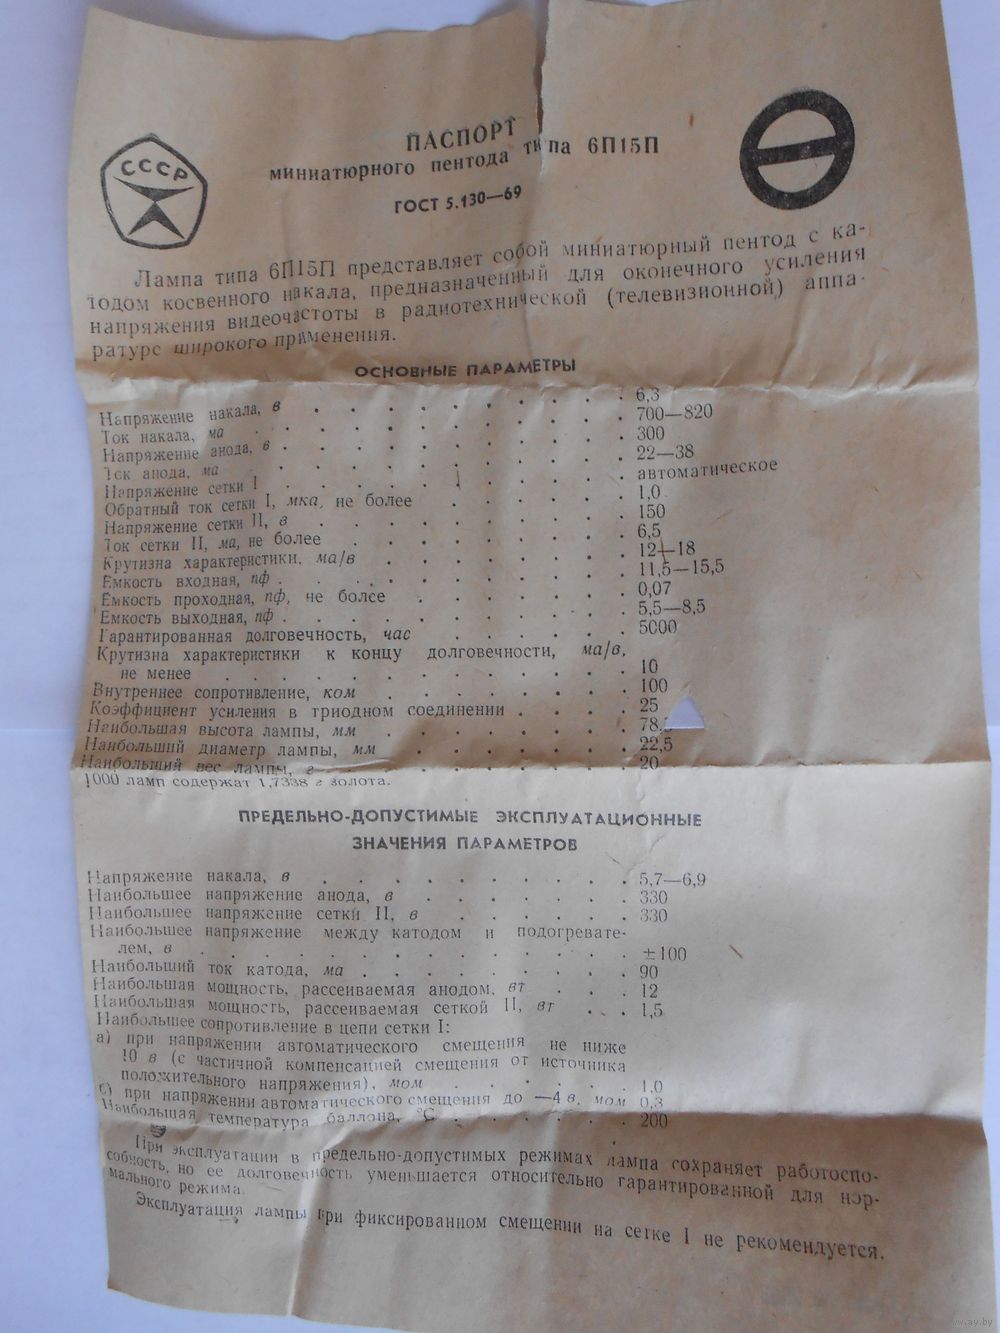 СССР
ПАСПОРТ
миниатюрного пентода типа 6П15П
ГОСТ 5.130—69
Лампа типа 6П15П представляет собой миниатюрный пентод с ка-
тодом косвенного накала, предназначенный для оконечного усиления
напряжения видеочастоты в радиотехнической (телевизионной) аппа-
ратуре широкого применения.
ОСНОВНЫЕ ПАРАМЕТРЫ
Напряжение накала, в . . . . . . . . . . 6,3
Ток накала, ма . . . . . . . . . . 700—820
Напряжение анода, в . . . . . . . . . . 300
Ток анода, ма . . . . . . . . . . 22—38
Напряжение сетки I . . . . . . . . . . автоматическое
Обратный ток сетки I, мка, не более . . . . . 1,0
Напряжение сетки II, в . . . . . . . . . 150
Ток сетки II, ма, не более . . . . . . . . 6,5
Крутизна характеристики, ма/в . . . . . . . 12—18
Емкость входная, пф . . . . . . . . . . 11,5—15,5
Емкость проходная, пф, не более . . . . . . 0,07
Емкость выходная, пф . . . . . . . . . . 5,5—8,5
Гарантированная долговечность, час . . . . . 5000
Крутизна характеристики к концу долговечности, ма/в,
не менее . . . . . . . . . . . 10
Внутреннее сопротивление, ком . . . . . . . 100
Коэффициент усиления в триодном соединении . . . . 25
Наибольшая высота лампы, мм . . . . . . . 78,
Наибольший диаметр лампы, мм . . . . . . . 22,5
Наибольший вес лампы, г . . . . . . . . 20
1000 ламп содержат 1,7338 г золота.
ПРЕДЕЛЬНО-ДОПУСТИМЫЕ ЭКСПЛУАТАЦИОННЫЕ
ЗНАЧЕНИЯ ПАРАМЕТРОВ
Напряжение накала, в . . . . . . . . . 5,7—6,9
Наибольшее напряжение анода, в . . . . . . . 330
Наибольшее напряжение сетки II, в . . . . . . 330
Наибольшее напряжение между катодом и подогревате-
лем, в . . . . . . . . . . . . ±100
Наибольший ток катода, ма . . . . . . . . 90
Наибольшая мощность, рассеиваемая анодом, вт . . . 12
Наибольшая мощность, рассеиваемая сеткой II, вт . . . 1,5
Наибольшее сопротивление в цепи сетки I:
а) при напряжении автоматического смещения не ниже
10 в (с частичной компенсацией смещения от источника
положительного напряжения), мом . . . . . . 1,0
б) при напряжении автоматического смещения до —4 в, мом 0,3
Наибольшая температура баллона, °С . . . . . . 200
При эксплуатации в предельно-допустимых режимах лампа сохраняет работоспо-
собность, но ее долговечность уменьшается относительно гарантированной для нор-
мального режима.
Эксплуатация лампы при фиксированном смещении на сетке I не рекомендуется.